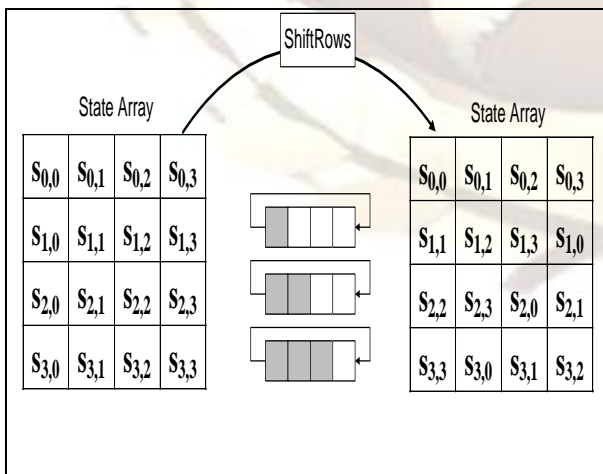 ShiftRows
State Array
S0,0 S0,1 S0,2 S0,3
S1,0 S1,1 S1,2 S1,3
S2,0 S2,1 S2,2 S2,3
S3,0 S3,1 S3,2 S3,3
State Array
S0,0 S0,1 S0,2 S0,3
S1,1 S1,2 S1,3 S1,0
S2,2 S2,3 S2,0 S2,1
S3,3 S3,0 S3,1 S3,2